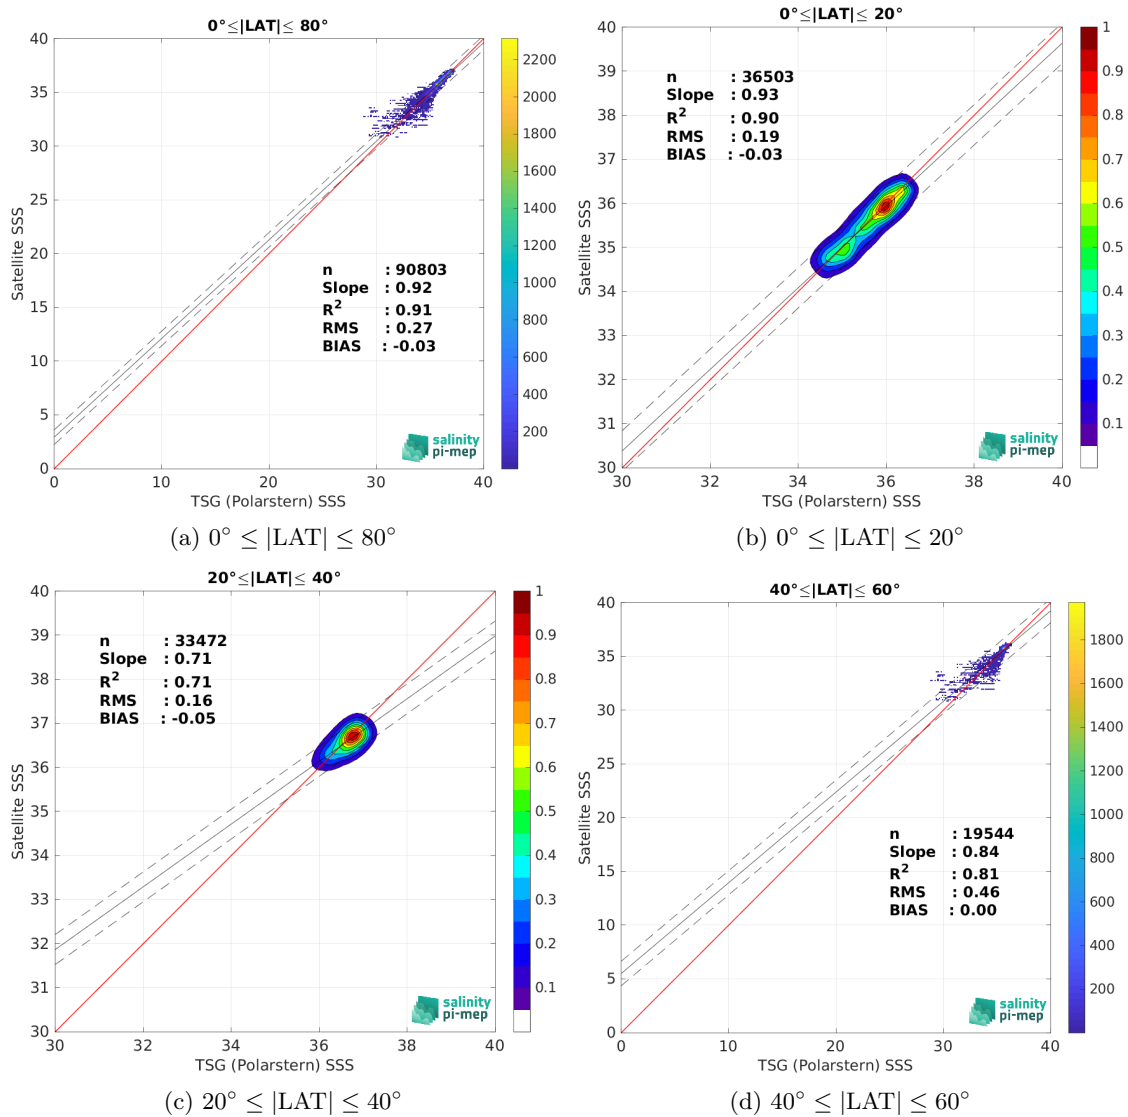 0°≤|LAT|≤ 80°
40
35
30
25
20
15
10
5
0
Satellite SSS
n : 90803
Slope : 0.92
R² : 0.91
RMS : 0.27
BIAS : -0.03
salinity
pi-mep
0 10 20 30 40
TSG (Polarstern) SSS
2200
2000
1800
1600
1400
1200
1000
800
600
400
200
(a) 0° ≤ |LAT| ≤ 80°
0°≤|LAT|≤ 20°
40
39
38
37
36
35
34
33
32
31
30
Satellite SSS
n : 36503
Slope : 0.93
R² : 0.90
RMS : 0.19
BIAS : -0.03
salinity
pi-mep
30 32 34 36 38 40
TSG (Polarstern) SSS
1
0.9
0.8
0.7
0.6
0.5
0.4
0.3
0.2
0.1
(b) 0° ≤ |LAT| ≤ 20°
20°≤|LAT|≤ 40°
40
39
38
37
36
35
34
33
32
31
30
Satellite SSS
n : 33472
Slope : 0.71
R² : 0.71
RMS : 0.16
BIAS : -0.05
salinity
pi-mep
30 32 34 36 38 40
TSG (Polarstern) SSS
1
0.9
0.8
0.7
0.6
0.5
0.4
0.3
0.2
0.1
(c) 20° ≤ |LAT| ≤ 40°
40°≤|LAT|≤ 60°
40
35
30
25
20
15
10
5
0
Satellite SSS
n : 19544
Slope : 0.84
R² : 0.81
RMS : 0.46
BIAS : 0.00
salinity
pi-mep
0 10 20 30 40
TSG (Polarstern) SSS
1800
1600
1400
1200
1000
800
600
400
200
(d) 40° ≤ |LAT| ≤ 60°